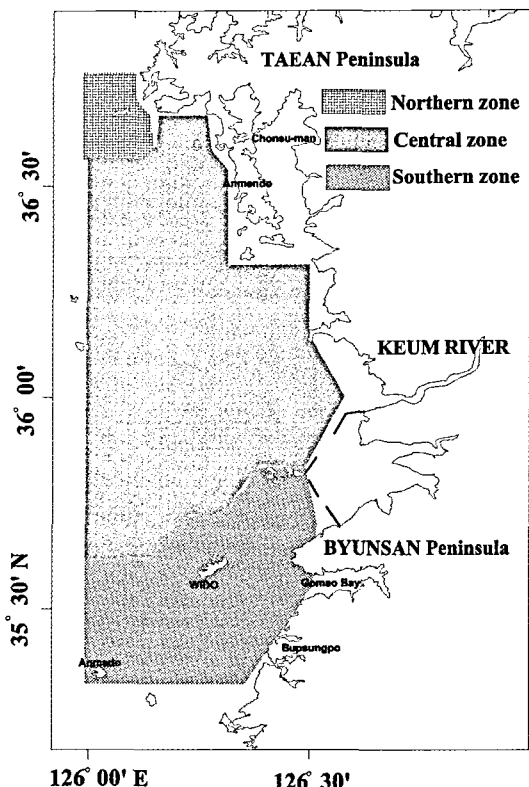 TAEAN Peninsula
Northern zone
Chonsu-man
Central zone
Anmendo
Southern zone
36° 30'
KEUM RIVER
36° 00'
BYUNSAN Peninsula
WIDO
Gomso Bay
35° 30' N
Bupsungpo
Anmado
126° 00' E
126° 30'